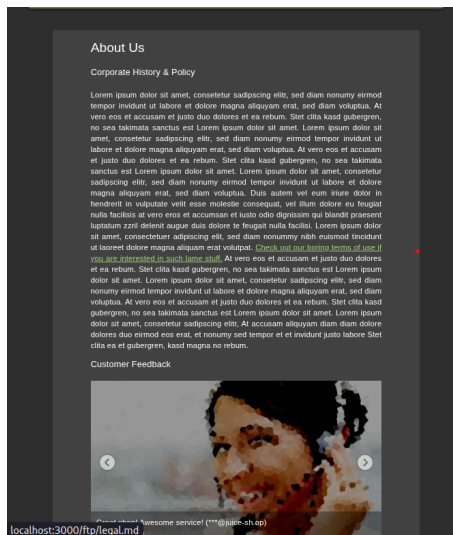 About Us
Corporate History & Policy
Lorem ipsum dolor sit amet, consetetur sadipscing elitr, sed diam nonumy eirmod
tempor invidunt ut labore et dolore magna aliquyam erat, sed diam voluptua. At
vero eos et accusam et justo duo dolores et ea rebum. Stet clita kasd gubergren,
no sea takimata sanctus est Lorem ipsum dolor sit amet. Lorem ipsum dolor sit
amet, consetetur sadipscing elitr, sed diam nonumy eirmod tempor invidunt ut
labore et dolore magna aliquyam erat, sed diam voluptua. At vero eos et accusam
et justo duo dolores et ea rebum. Stet clita kasd gubergren, no sea takimata
sanctus est Lorem ipsum dolor sit amet. Lorem ipsum dolor sit amet, consetetur
sadipscing elitr, sed diam nonumy eirmod tempor invidunt ut labore et dolore
magna aliquyam erat, sed diam voluptua. Duis autem vel eum iriure dolor in
hendrerit in vulputate velit esse molestie consequat, vel illum dolore eu feugiat
nulla facilisis at vero eros et accumsan et iusto odio dignissim qui blandit praesent
luptatum zzril delenit augue duis dolore te feugait nulla facilisi. Lorem ipsum dolor
sit amet, consectetuer adipiscing elit, sed diam nonummy nibh euismod tincidunt
ut laoreet dolore magna aliquam erat volutpat. Check out our boring terms of use if
you are interested in such lame stuff. At vero eos et accusam et justo duo dolores
et ea rebum. Stet clita kasd gubergren, no sea takimata sanctus est Lorem ipsum
dolor sit amet. Lorem ipsum dolor sit amet, consetetur sadipscing elitr, sed diam
nonumy eirmod tempor invidunt ut labore et dolore magna aliquyam erat, sed diam
voluptua. At vero eos et accusam et justo duo dolores et ea rebum. Stet clita kasd
gubergren, no sea takimata sanctus est Lorem ipsum dolor sit amet. Lorem ipsum
dolor sit amet, consetetur sadipscing elitr, At accusam aliquyam diam diam dolore
dolores duo eirmod eos erat, et nonumy sed tempor et et invidunt justo labore Stet
clita ea et gubergren, kasd magna no rebum.
Customer Feedback
Great shop! Awesome service! (***@juice-sh.op)
localhost:3000/ftp/legal.md